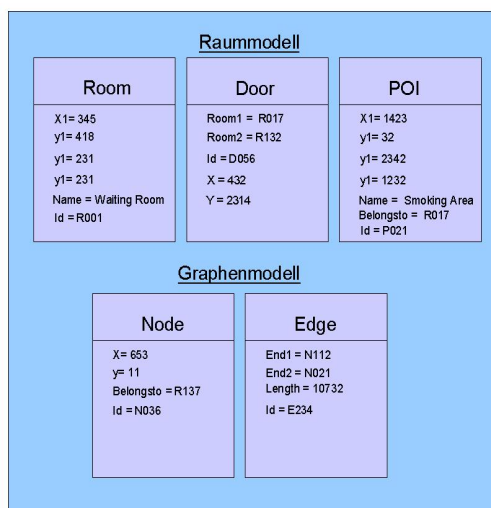 Raummodell
Room
X1= 345
y1= 418
y1= 231
y1= 231
Name = Waiting Room
Id = R001
Door
Room1 = R017
Room2 = R132
Id = D056
X = 432
Y = 2314
POI
X1= 1423
y1= 32
y1= 2342
y1= 1232
Name = Smoking Area
Belongsto = R017
Id = P021
Graphenmodell
Node
X= 653
y= 11
Belongsto = R137
Id = N036
Edge
End1 = N112
End2 = N021
Length = 10732
Id = E234